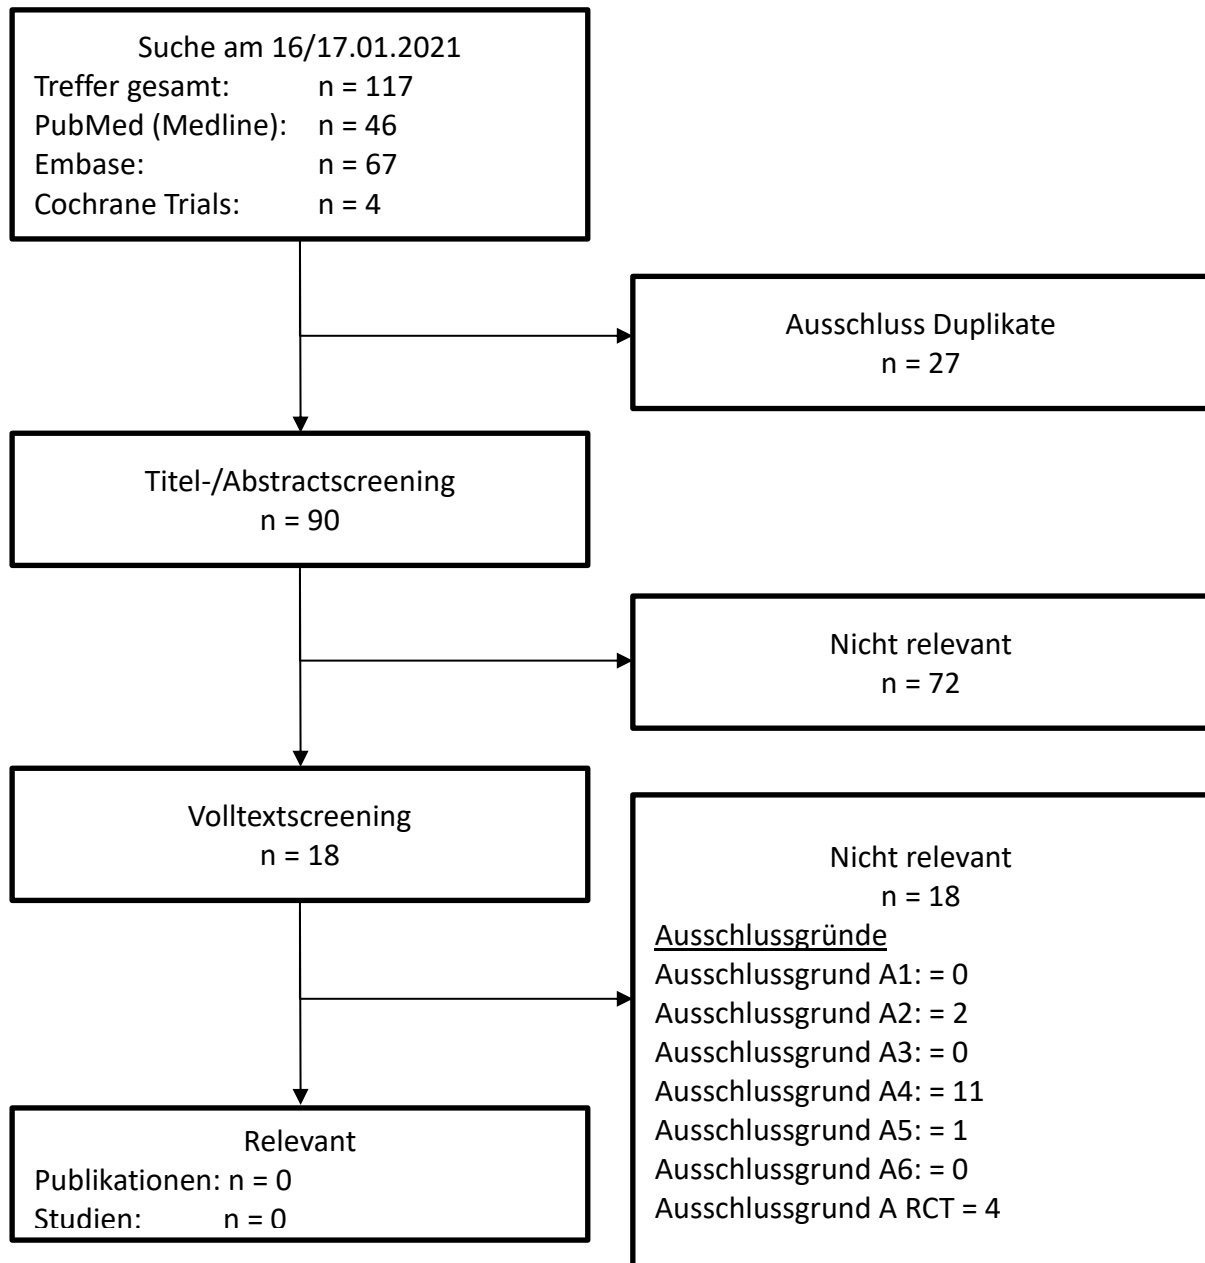 Suche am 16/17.01.2021
Treffer gesamt: n = 117
PubMed (Medline): n = 46
Embase: n = 67
Cochrane Trials: n = 4
Ausschluss Duplikate
n = 27
Titel-/Abstractscreening
n = 90
Nicht relevant
n = 72
Volltextscreening
n = 18
Nicht relevant
n = 18
Ausschlussgründe
Ausschlussgrund A1: = 0
Ausschlussgrund A2: = 2
Ausschlussgrund A3: = 0
Ausschlussgrund A4: = 11
Ausschlussgrund A5: = 1
Ausschlussgrund A6: = 0
Ausschlussgrund A RCT = 4
Relevant
Publikationen: n = 0
Studien: n = 0